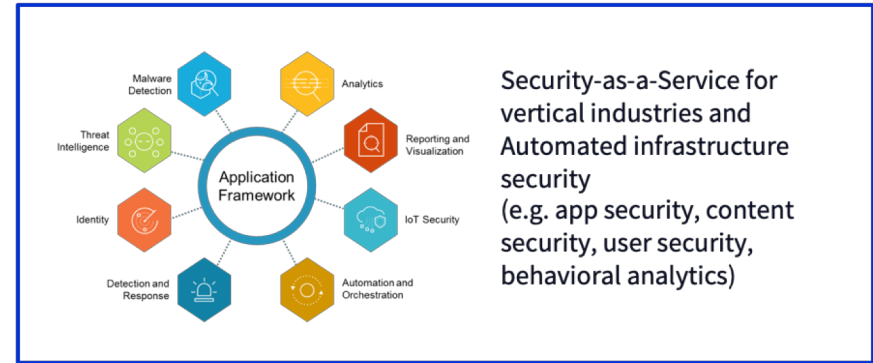 Malware
Detection
Analytics
Threat
Intelligence
Reporting and
Visualization
Application
Framework
Identity
IoT Security
Detection and
Response
Automation and
Orchestration
Security-as-a-Service for
vertical industries and
Automated infrastructure
security
(e.g. app security, content
security, user security,
behavioral analytics)